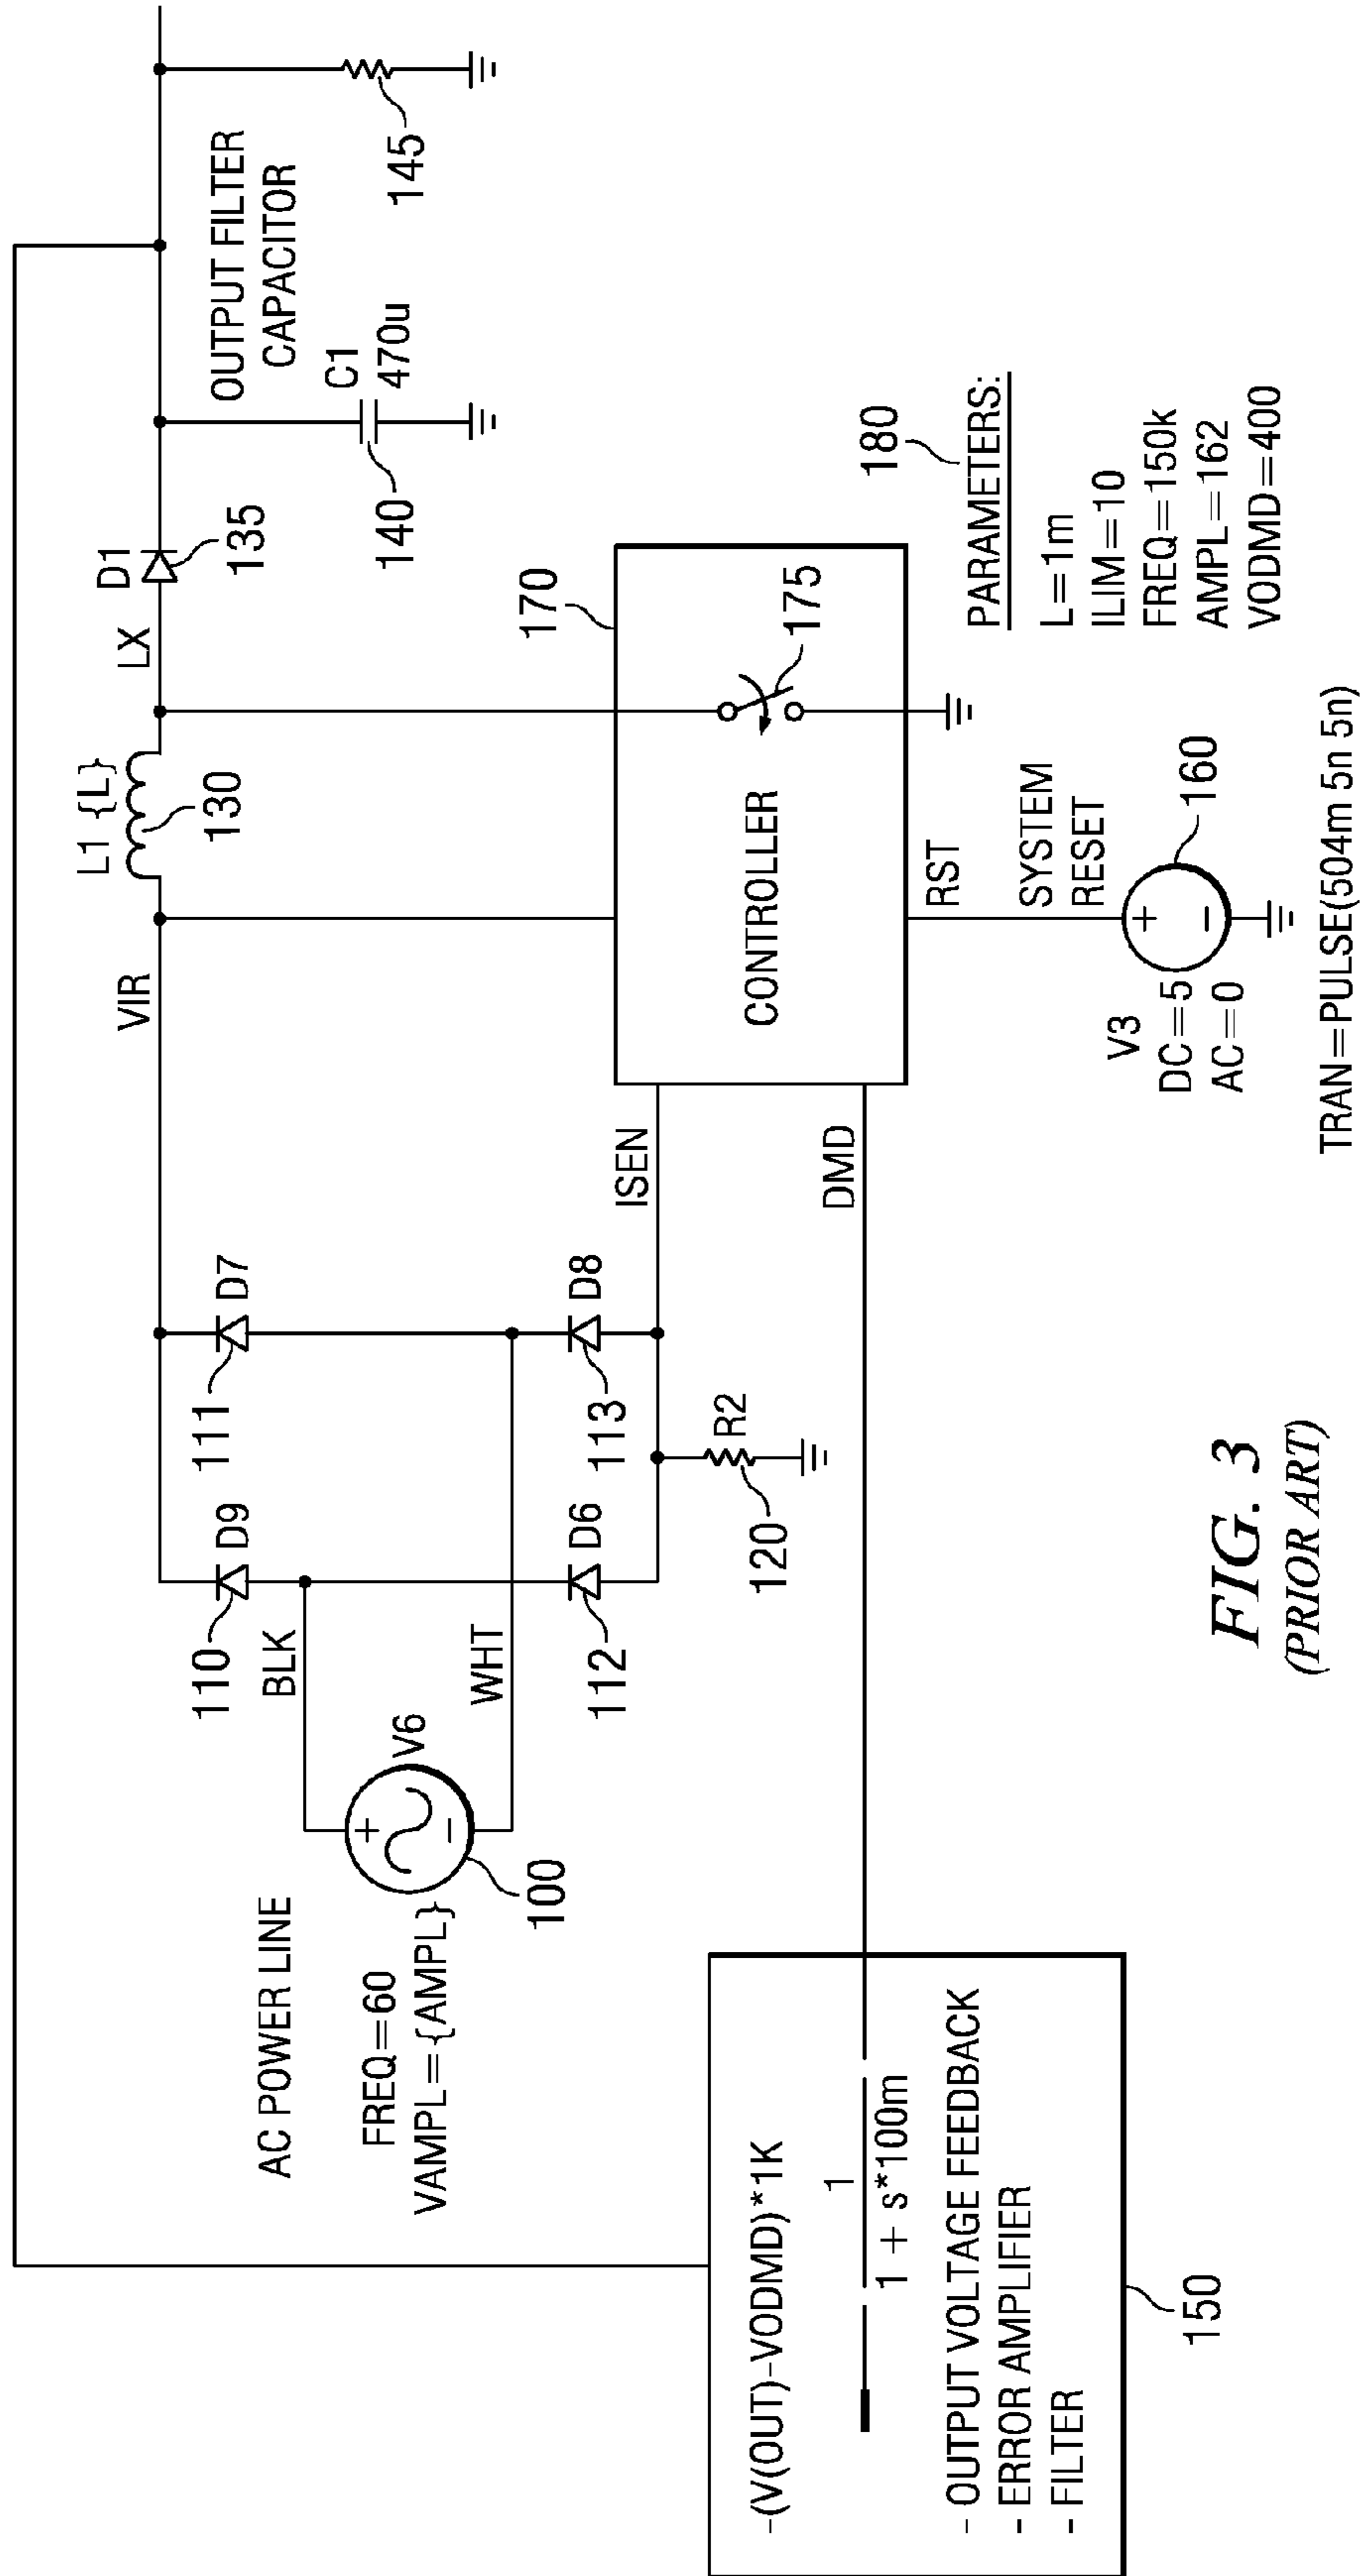 AC POWER LINE
FREQ=60
VAMPL={AMPL}
V6
+
−
100
BLK
WHT
110
D9
111
D7
112
D6
113
D8
120
R2
VIR
L1 {L}
130
LX
D1
135
OUTPUT FILTER
CAPACITOR
C1
470u
140
145
ISEN
DMD
CONTROLLER
170
175
RST
SYSTEM
RESET
160
+
−
V3
DC=5
AC=0
TRAN=PULSE(504m 5n 5n)
180
PARAMETERS:
L=1m
ILIM=10
FREQ=150k
AMPL=162
VODMD=400
-(V(OUT)-VODMD)*1K
1
1 + s*100m
- OUTPUT VOLTAGE FEEDBACK
- ERROR AMPLIFIER
- FILTER
150
FIG. 3
(PRIOR ART)